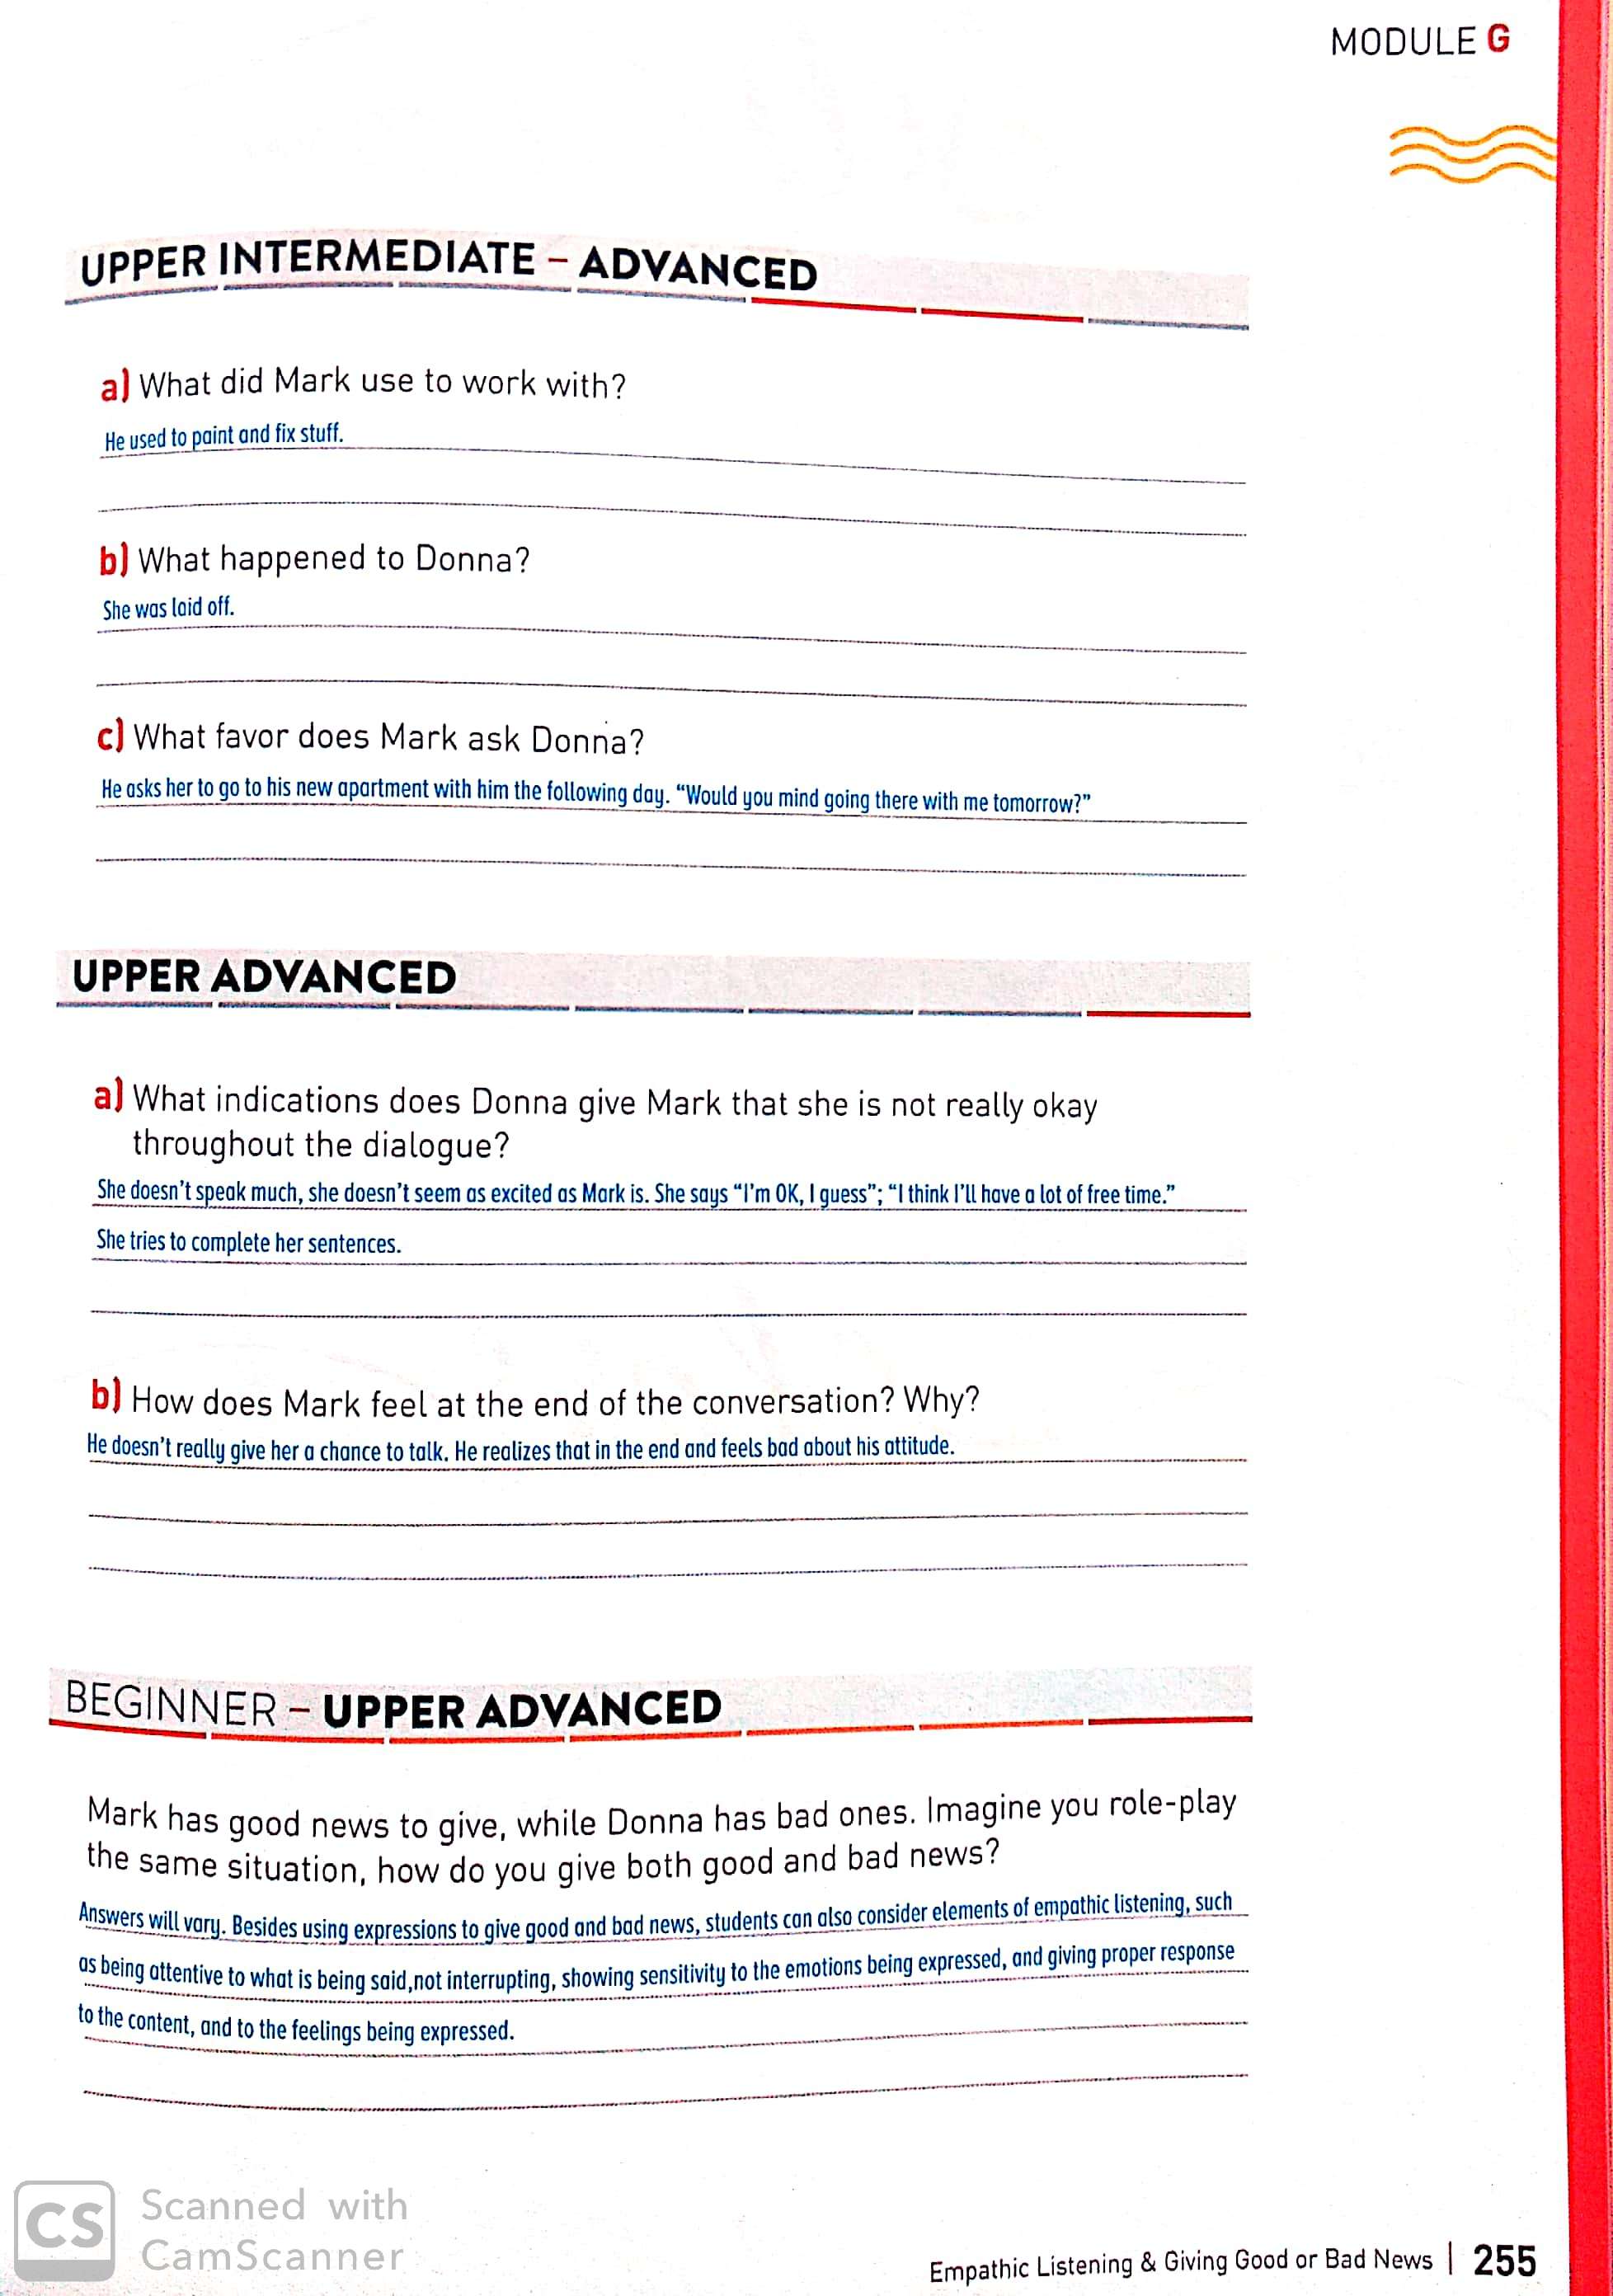 MODULE G
UPPER INTERMEDIATE – ADVANCED
a) What did Mark use to work with?
He used to paint and fix stuff.
b) What happened to Donna?
She was laid off.
c) What favor does Mark ask Donna?
He asks her to go to his new apartment with him the following day. “Would you mind going there with me tomorrow?”
UPPER ADVANCED
a) What indications does Donna give Mark that she is not really okay
throughout the dialogue?
She doesn’t speak much, she doesn’t seem as excited as Mark is. She says “I’m OK, I guess”; “I think I’ll have a lot of free time.”
She tries to complete her sentences.
b) How does Mark feel at the end of the conversation? Why?
He doesn’t really give her a chance to talk. He realizes that in the end and feels bad about his attitude.
BEGINNER – UPPER ADVANCED
Mark has good news to give, while Donna has bad ones. Imagine you role-play
the same situation, how do you give both good and bad news?
Answers will vary. Besides using expressions to give good and bad news, students can also consider elements of empathic listening, such
as being attentive to what is being said,not interrupting, showing sensitivity to the emotions being expressed, and giving proper response
to the content, and to the feelings being expressed.
CS Scanned with
CamScanner
Empathic Listening & Giving Good or Bad News | 255